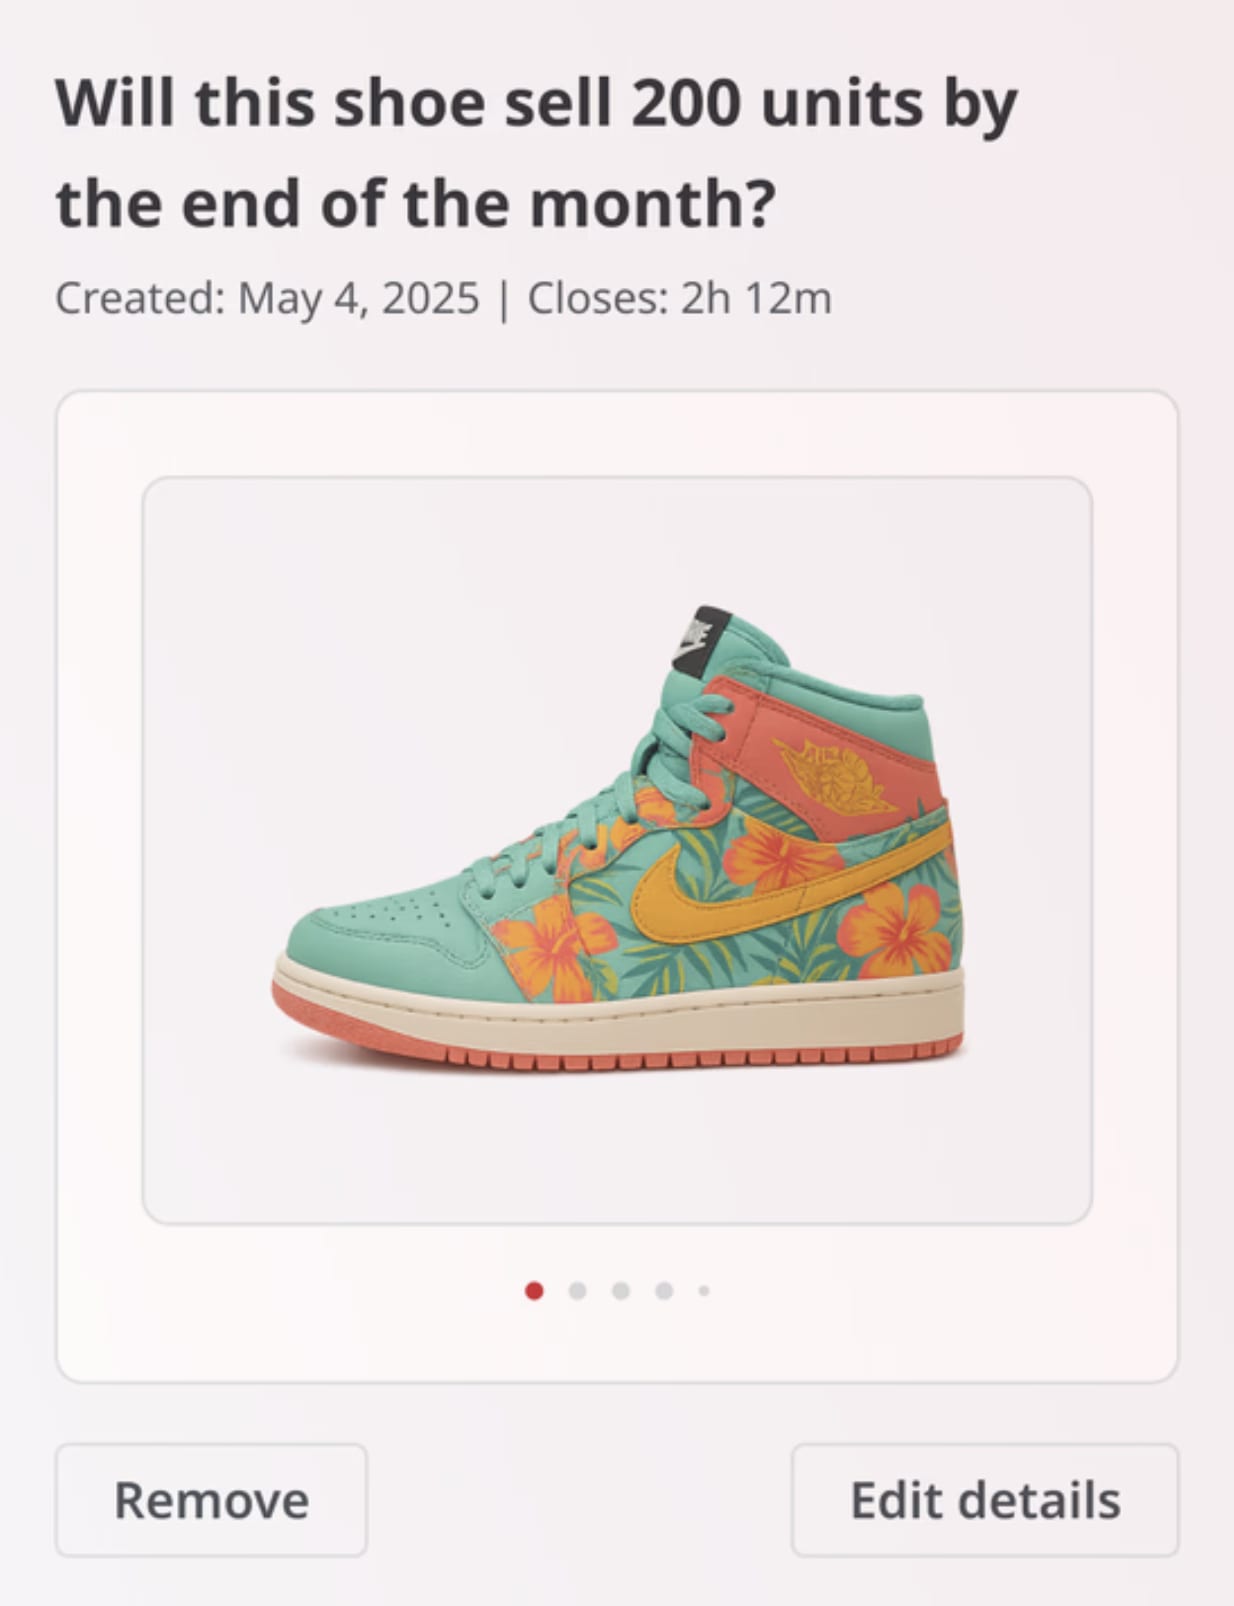 Will this shoe sell 200 units by
the end of the month?
Created: May 4, 2025 | Closes: 2h 12m
Remove
Edit details